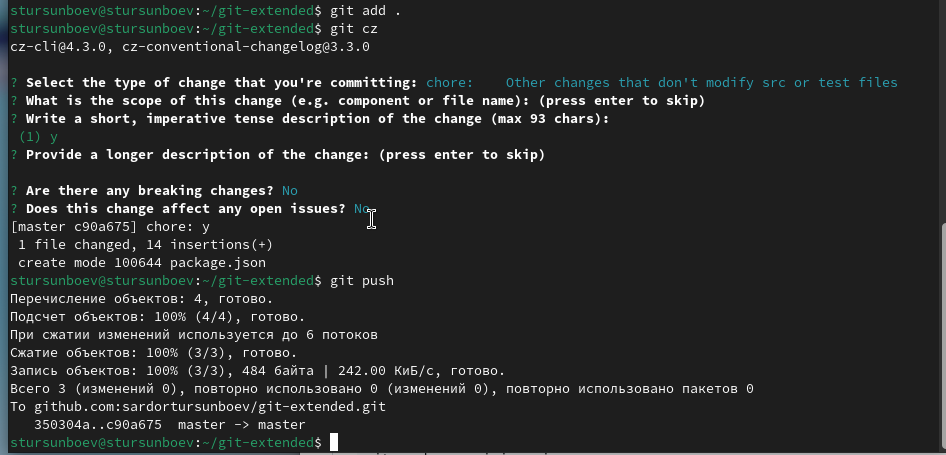 stursunboev@stursunboev:~/git-extended$ git add .
stursunboev@stursunboev:~/git-extended$ git cz
cz-cli@4.3.0, cz-conventional-changelog@3.3.0
? Select the type of change that you're committing: chore:    Other changes that don't modify src or test files
? What is the scope of this change (e.g. component or file name): (press enter to skip)
? Write a short, imperative tense description of the change (max 93 chars):
(1) y
? Provide a longer description of the change: (press enter to skip)
? Are there any breaking changes? No
? Does this change affect any open issues? No
[master c90a675] chore: y
1 file changed, 14 insertions(+)
create mode 100644 package.json
stursunboev@stursunboev:~/git-extended$ git push
Перечисление объектов: 4, готово.
Подсчет объектов: 100% (4/4), готово.
При сжатии изменений используется до 6 потоков
Сжатие объектов: 100% (3/3), готово.
Запись объектов: 100% (3/3), 484 байта | 242.00 КиБ/с, готово.
Всего 3 (изменений 0), повторно использовано 0 (изменений 0), повторно использовано пакетов 0
To github.com:sardortursunboev/git-extended.git
350304a..c90a675  master -> master
stursunboev@stursunboev:~/git-extended$